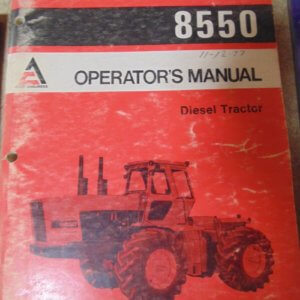 8550
11-12-77
OPERATOR'S MANUAL
Diesel Tractor